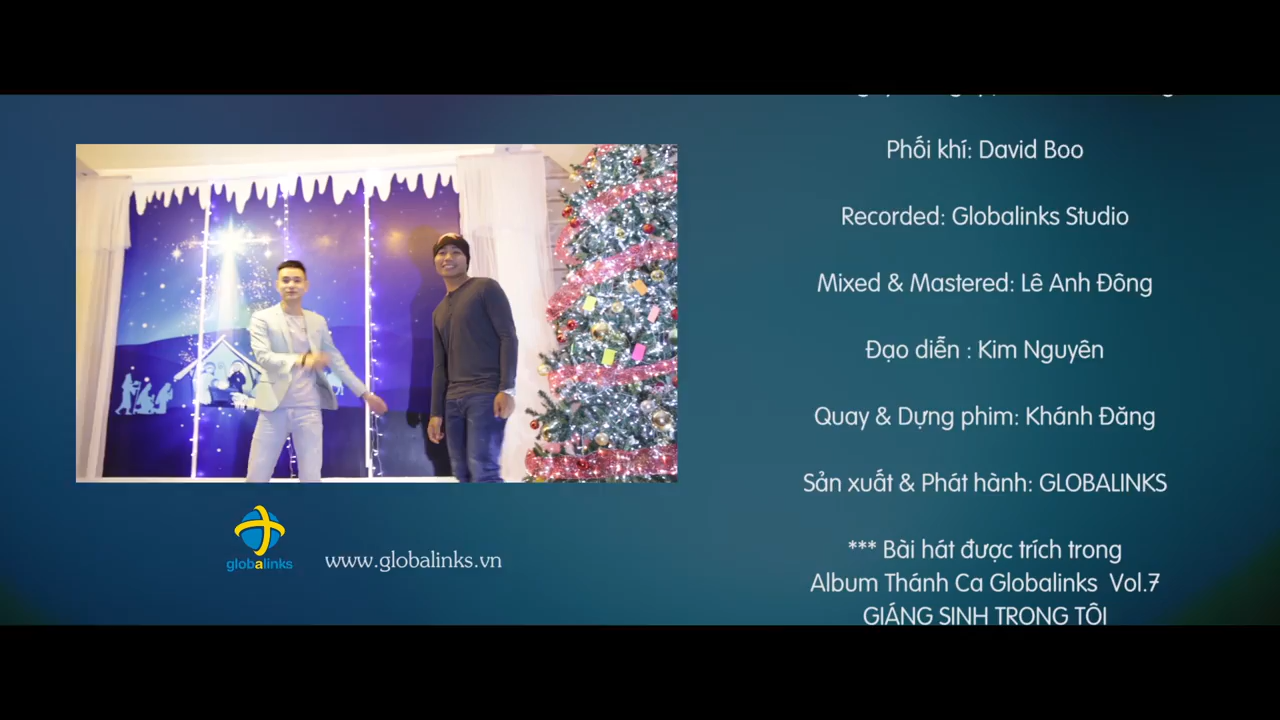 Phối khí: David Boo
Recorded: Globalinks Studio
Mixed & Mastered: Lê Anh Đông
Đạo diễn : Kim Nguyên
Quay & Dựng phim: Khánh Đăng
Sản xuất & Phát hành: GLOBALINKS
*** Bài hát được trích trong
Album Thánh Ca Globalinks Vol.7
GIÁNG SINH TRONG TÔI
globalinks
www.globalinks.vn